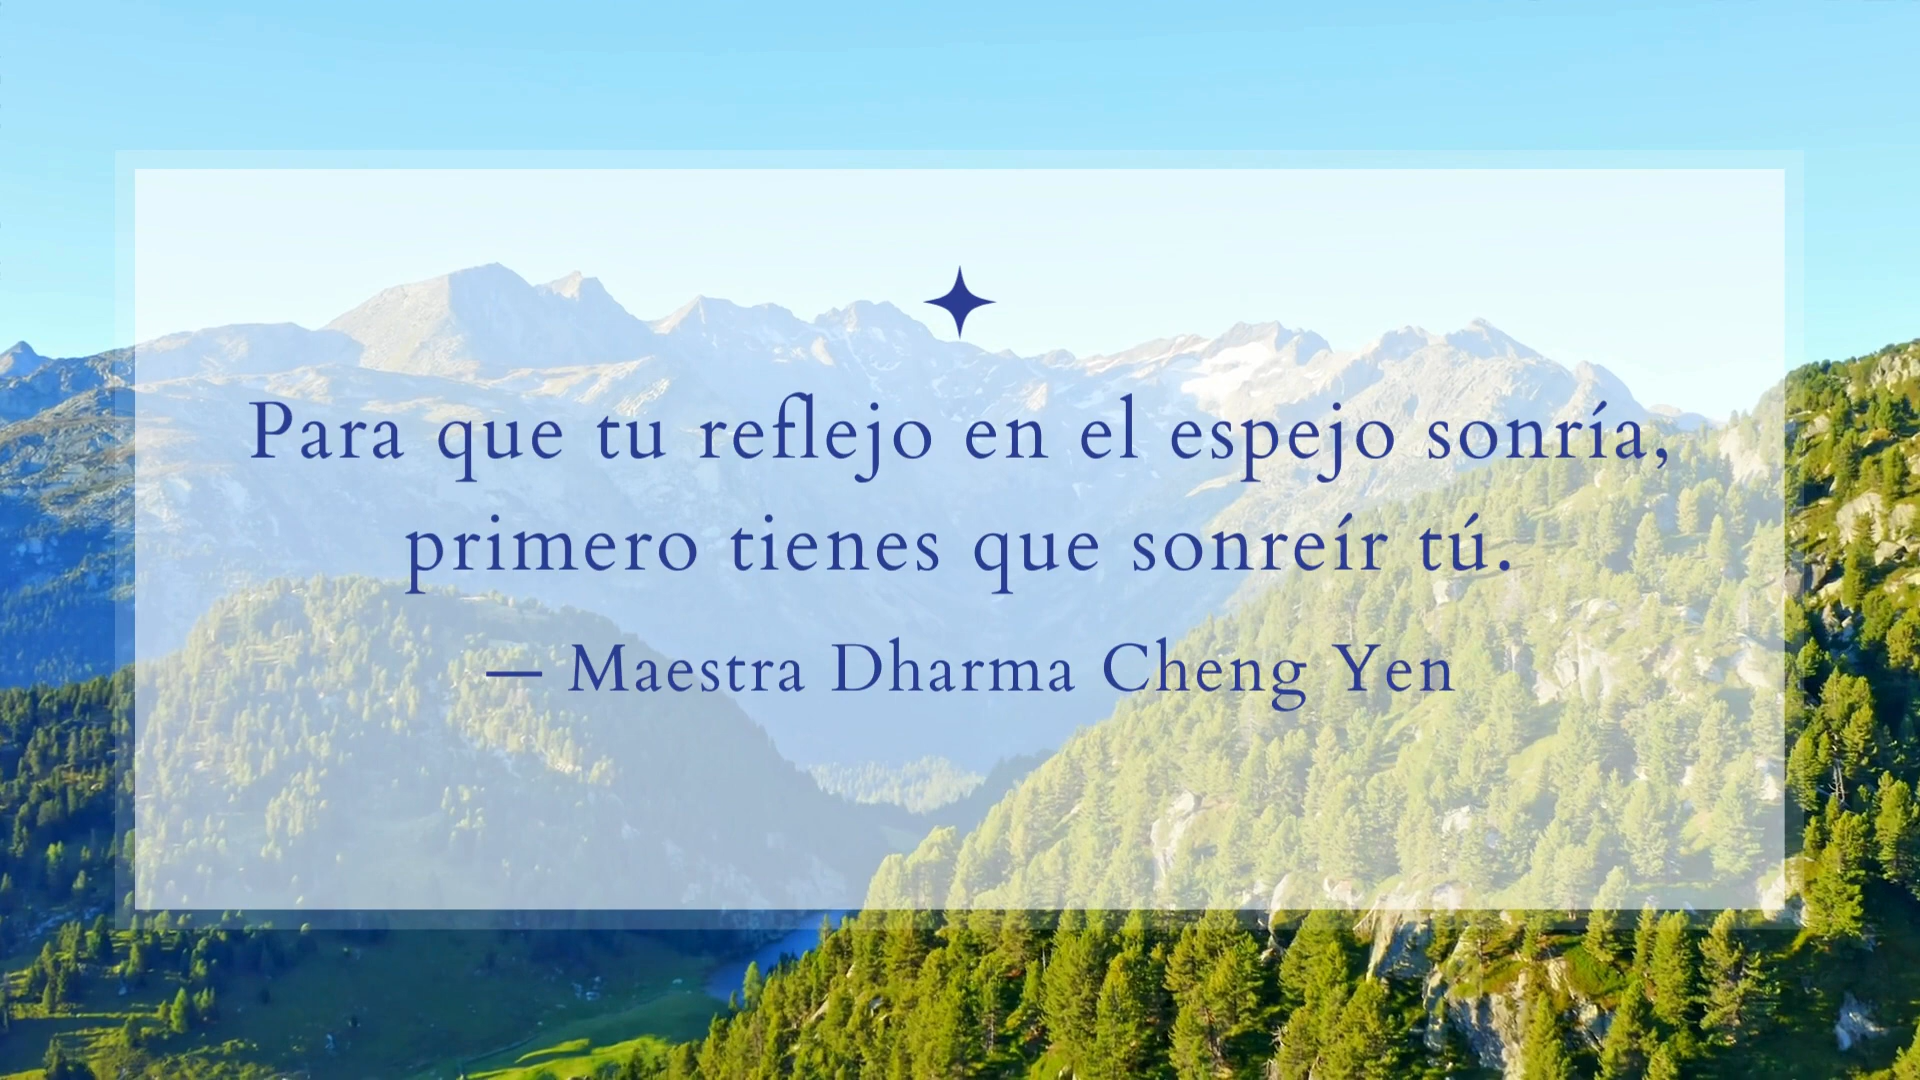 Para que tu reflejo en el espejo sonría,
primero tienes que sonreír tú.
— Maestra Dharma Cheng Yen